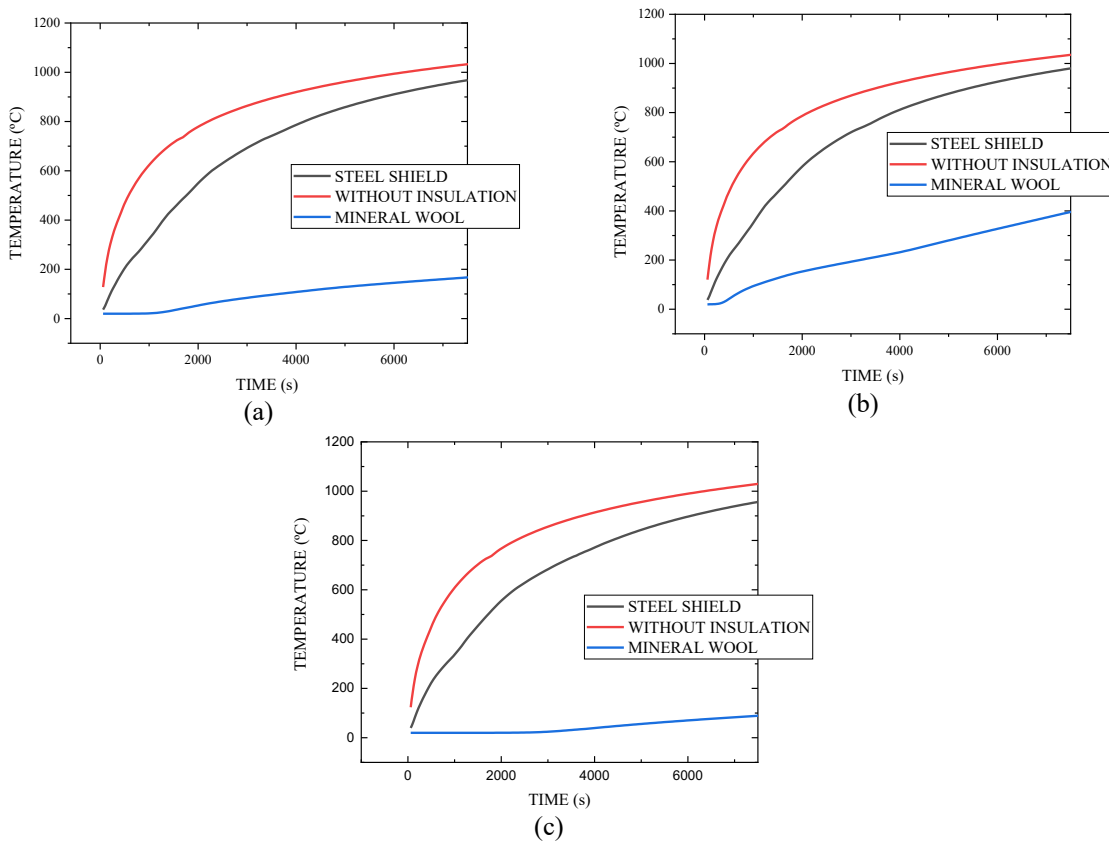 1200
1000
800
600
400
200
0
TEMPERATURE (ºC)
STEEL SHIELD
WITHOUT INSULATION
MINERAL WOOL
0 2000 4000 6000
TIME (s)
(a)
1200
1000
800
600
400
200
0
TEMPERATURE (ºC)
STEEL SHIELD
WITHOUT INSULATION
MINERAL WOOL
0 2000 4000 6000
TIME (s)
(b)
1200
1000
800
600
400
200
0
TEMPERATURE (ºC)
STEEL SHIELD
WITHOUT INSULATION
MINERAL WOOL
0 2000 4000 6000
TIME (s)
(c)